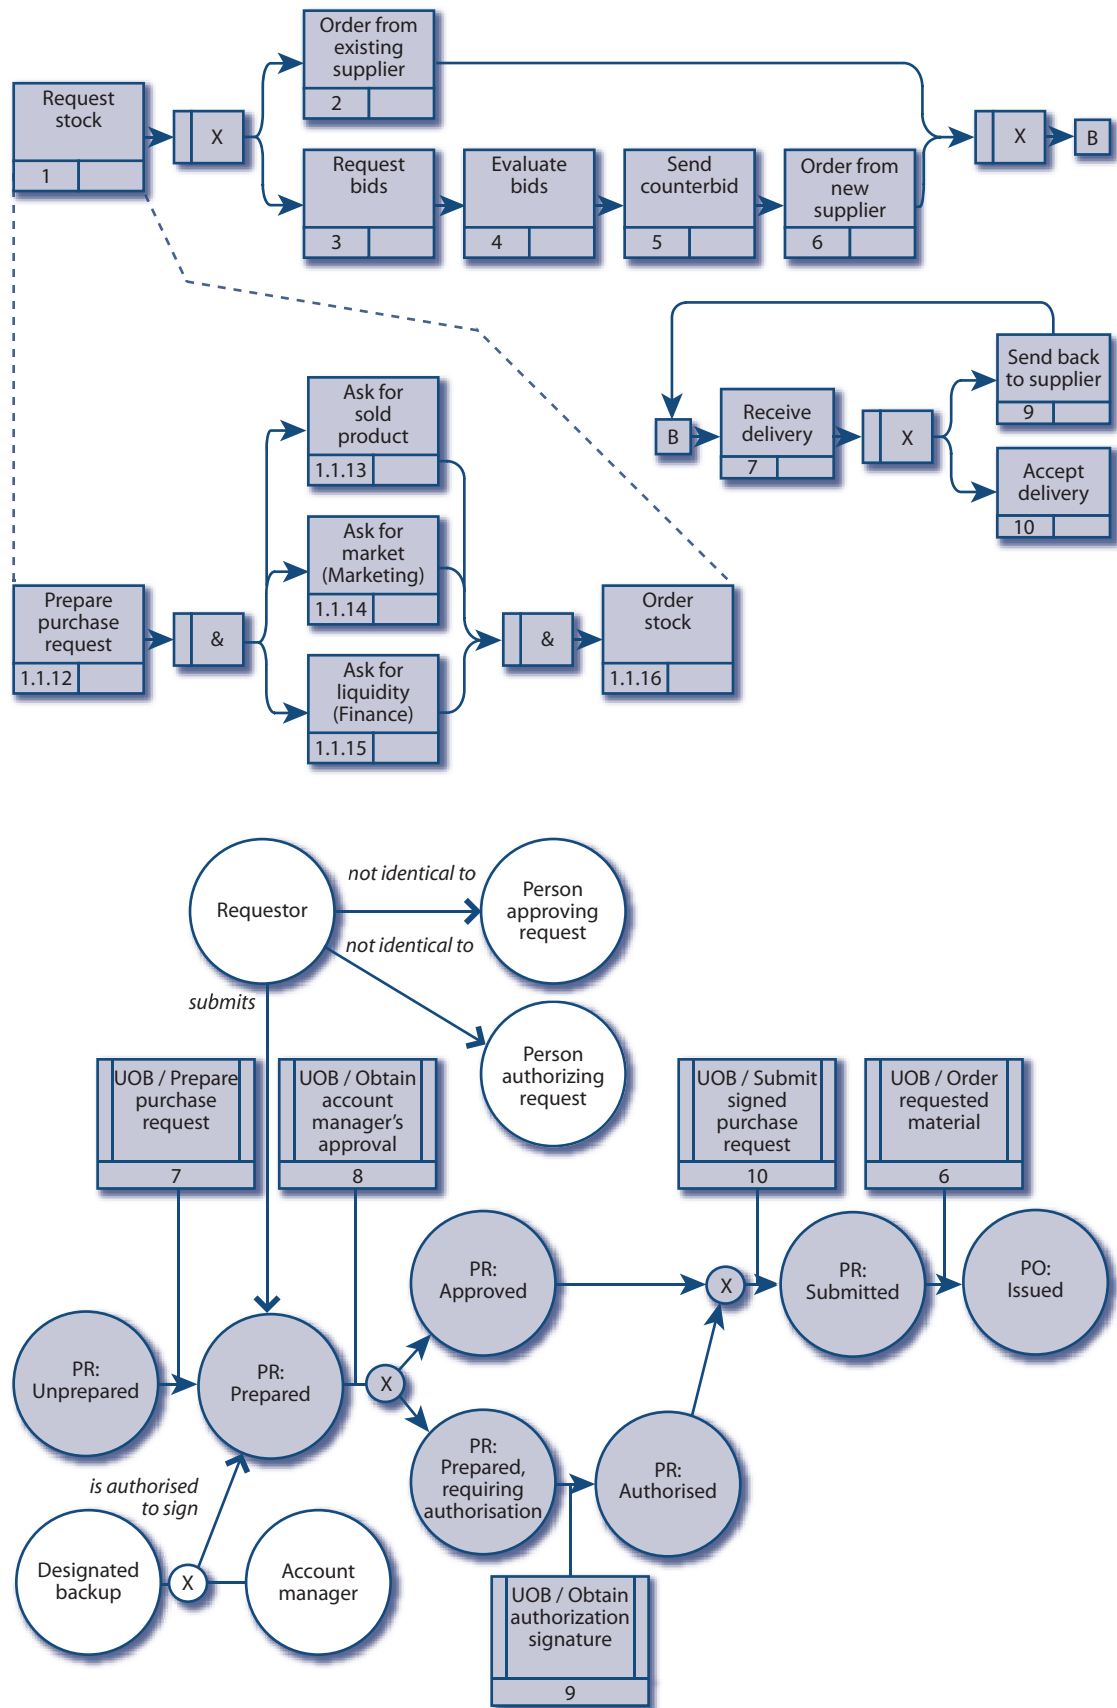 Order from
existing
supplier
2
Request
stock
1
X
Request
bids
3
Evaluate
bids
4
Send
counterbid
5
Order from
new
supplier
6
X
B
B
Receive
delivery
7
X
Send back
to supplier
9
Accept
delivery
10
Ask for
sold
product
1.1.13
Ask for
market
(Marketing)
1.1.14
Ask for
liquidity
(Finance)
1.1.15
Prepare
purchase
request
1.1.12
&
&
Order
stock
1.1.16
Requestor
not identical to
Person
approving
request
not identical to
Person
authorizing
request
submits
UOB / Prepare
purchase
request
7
UOB / Obtain
account
manager's
approval
8
UOB / Submit
signed
purchase
request
10
UOB / Order
requested
material
6
PR:
Unprepared
PR:
Prepared
X
PR:
Approved
X
PR:
Submitted
PO:
Issued
PR:
Prepared,
requiring
authorisation
PR:
Authorised
is authorised
to sign
Designated
backup
X
Account
manager
UOB / Obtain
authorization
signature
9